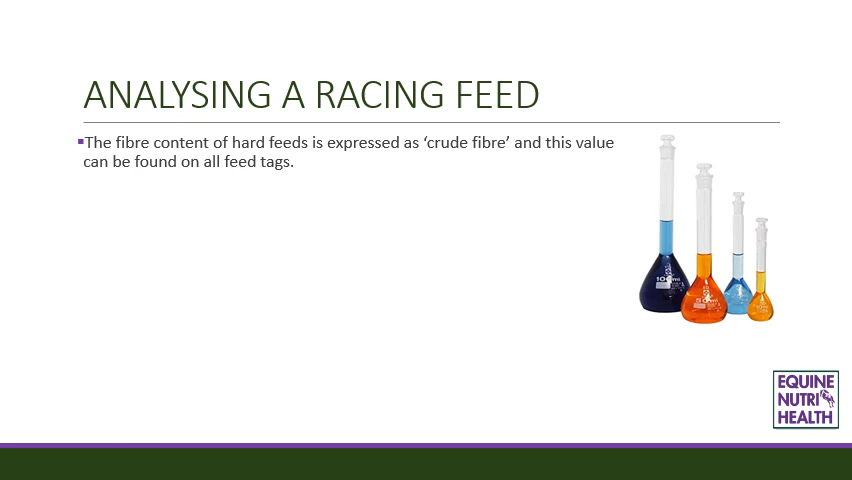 ANALYSING A RACING FEED
▪The fibre content of hard feeds is expressed as ‘crude fibre’ and this value
can be found on all feed tags.
EQUINE
NUTRI
HEALTH